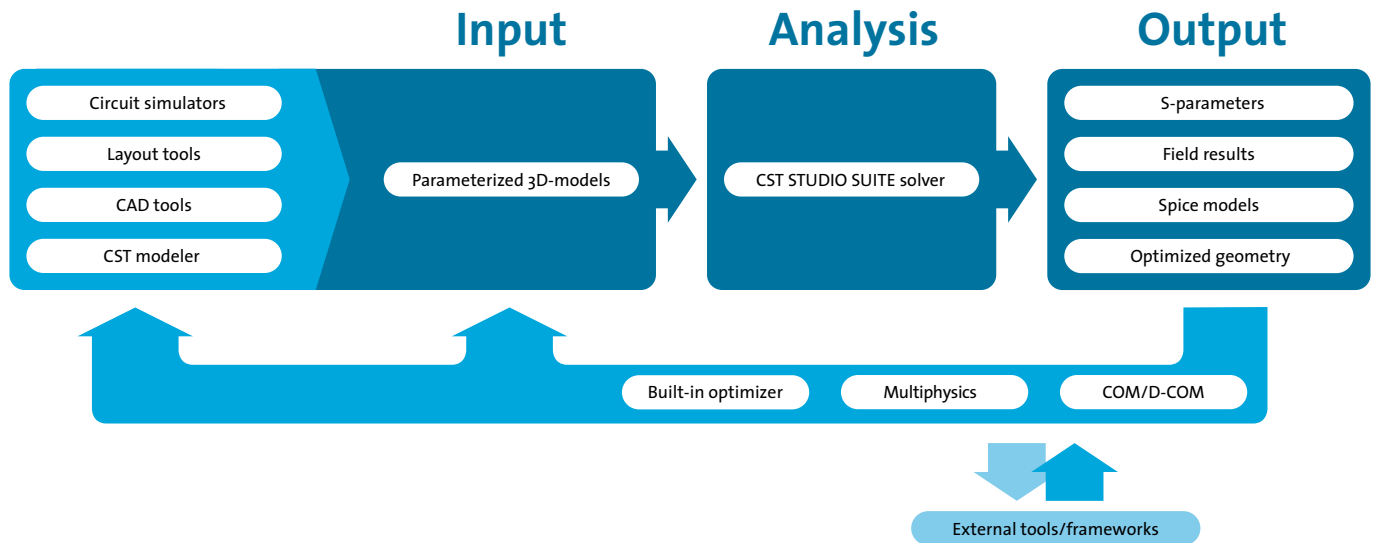 Input
Analysis
Output
Circuit simulators
Layout tools
CAD tools
CST modeler
Parameterized 3D-models
CST STUDIO SUITE solver
S-parameters
Field results
Spice models
Optimized geometry
Built-in optimizer
Multiphysics
COM/D-COM
External tools/frameworks